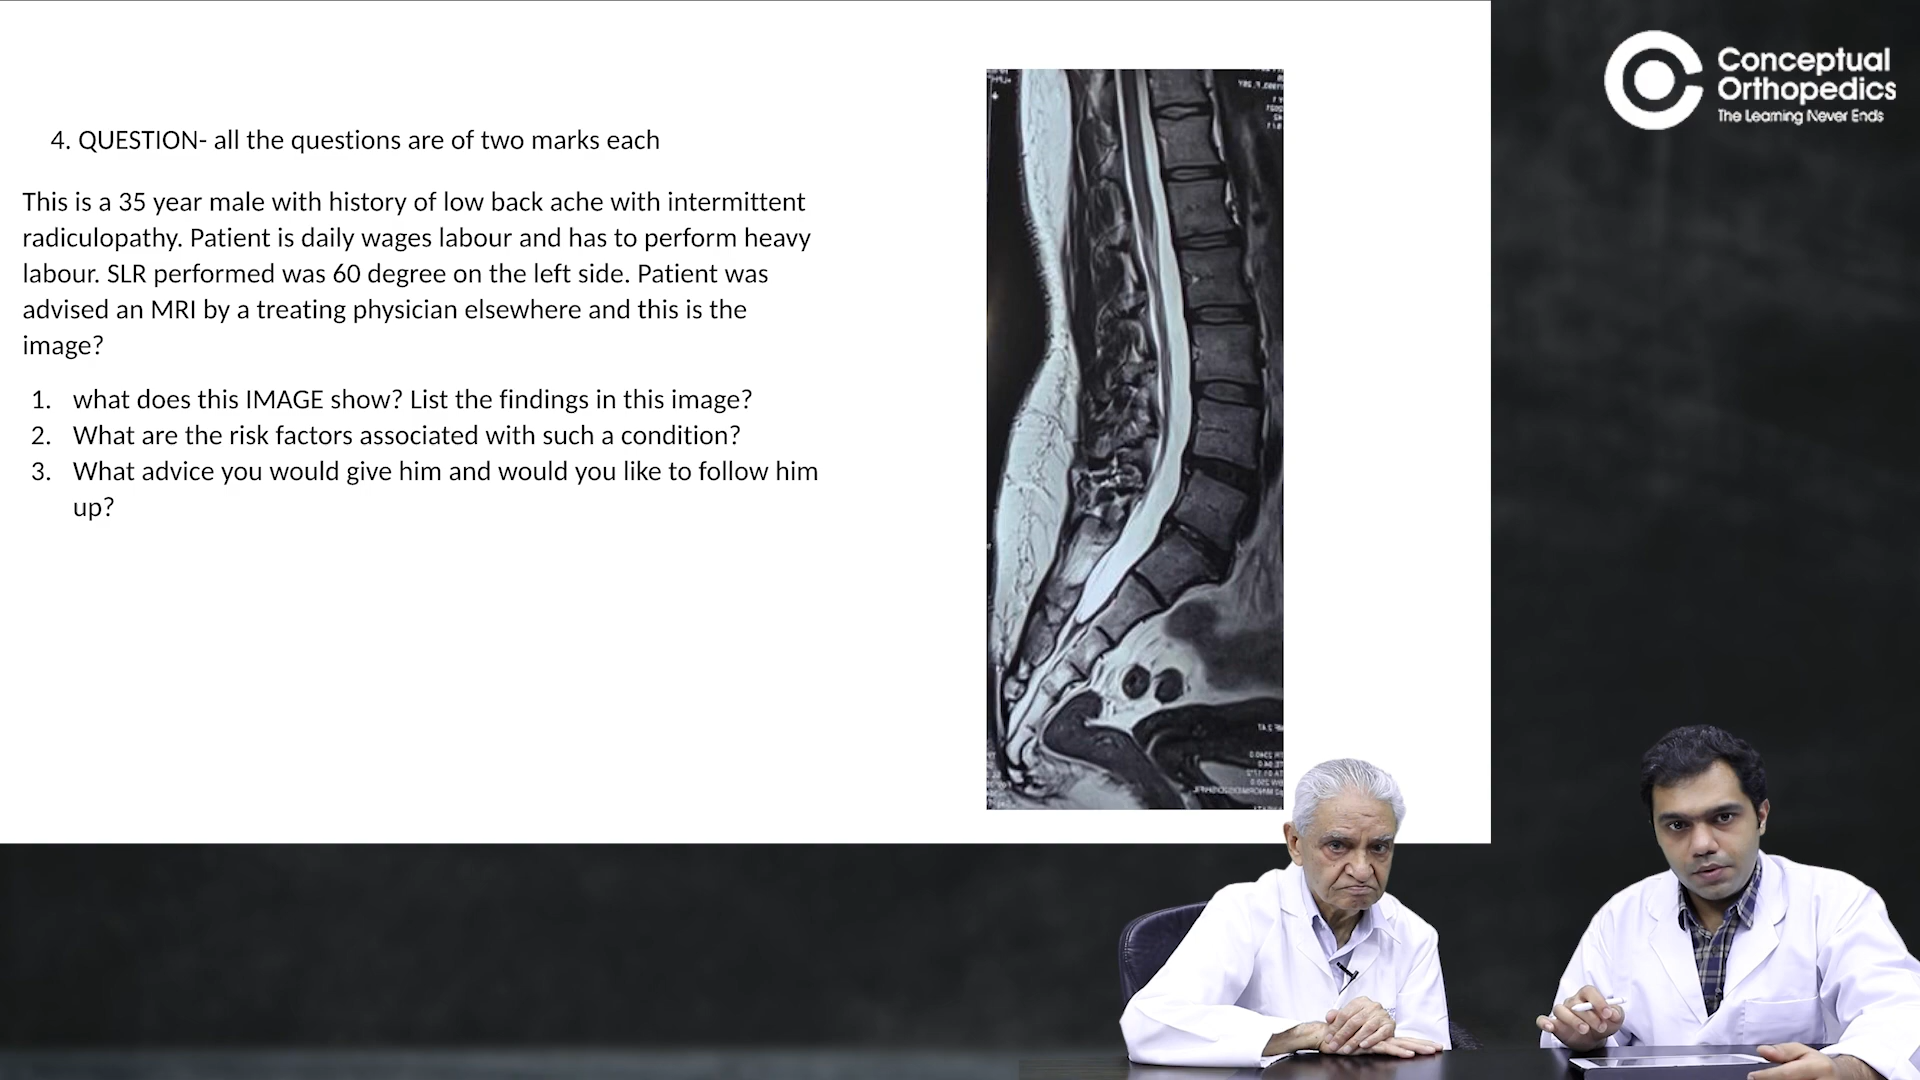 4. QUESTION- all the questions are of two marks each
This is a 35 year male with history of low back ache with intermittent
radiculopathy. Patient is daily wages labour and has to perform heavy
labour. SLR performed was 60 degree on the left side. Patient was
advised an MRI by a treating physician elsewhere and this is the
image?
1. what does this IMAGE show? List the findings in this image?
2. What are the risk factors associated with such a condition?
3. What advice you would give him and would you like to follow him
up?
Conceptual
Orthopedics
The Learning Never Ends